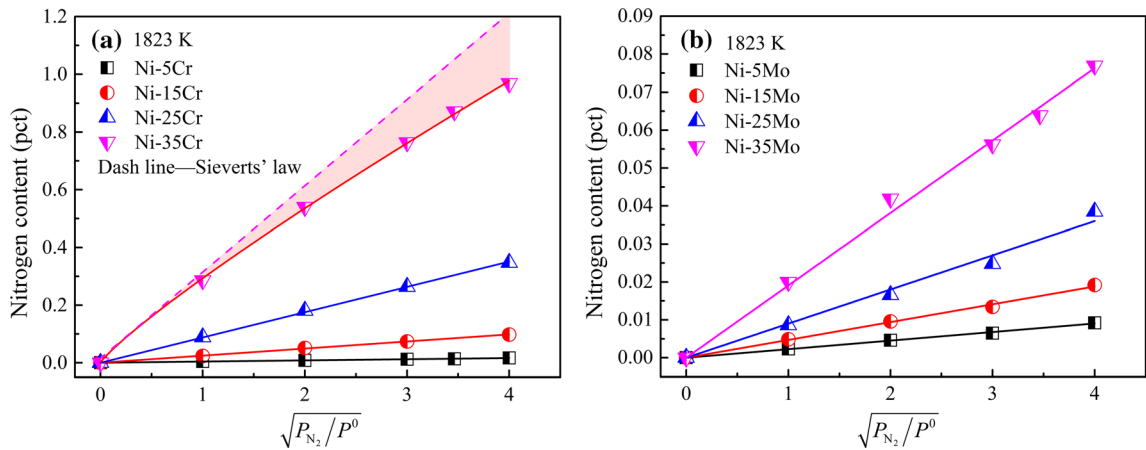 (a) 1823 K
Ni-5Cr
Ni-15Cr
Ni-25Cr
Ni-35Cr
Dash line—Sieverts' law
Nitrogen content (pct)
1.2
1.0
0.8
0.6
0.4
0.2
0.0
0 1 2 3 4
√P_N₂/P⁰
(b) 1823 K
Ni-5Mo
Ni-15Mo
Ni-25Mo
Ni-35Mo
Nitrogen content (pct)
0.09
0.08
0.07
0.06
0.05
0.04
0.03
0.02
0.01
0.00
0 1 2 3 4
√P_N₂/P⁰